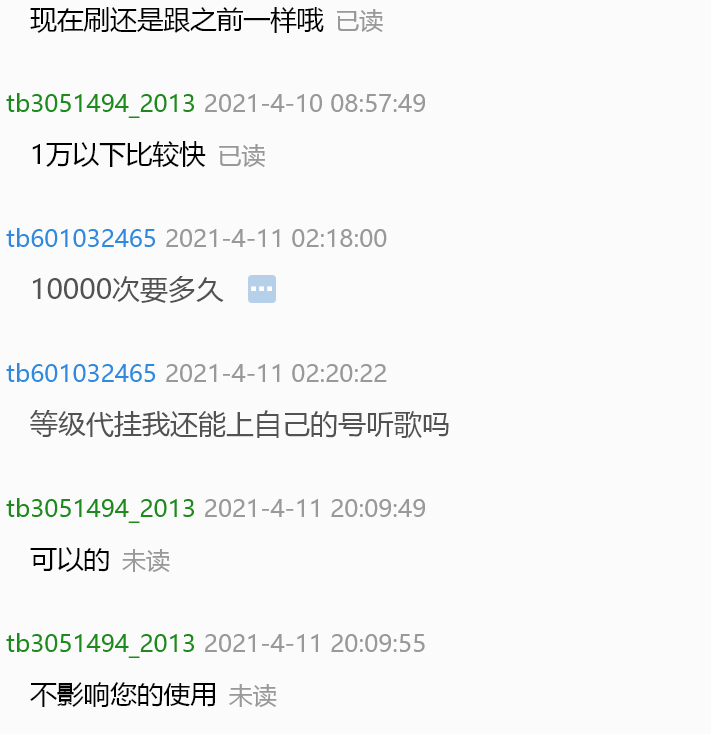 现在刷还是跟之前一样哦 已读
tb3051494_2013 2021-4-10 08:57:49
1万以下比较快 已读
tb601032465 2021-4-11 02:18:00
10000次要多久
tb601032465 2021-4-11 02:20:22
等级代挂我还能上自己的号听歌吗
tb3051494_2013 2021-4-11 20:09:49
可以的 未读
tb3051494_2013 2021-4-11 20:09:55
不影响您的使用 未读